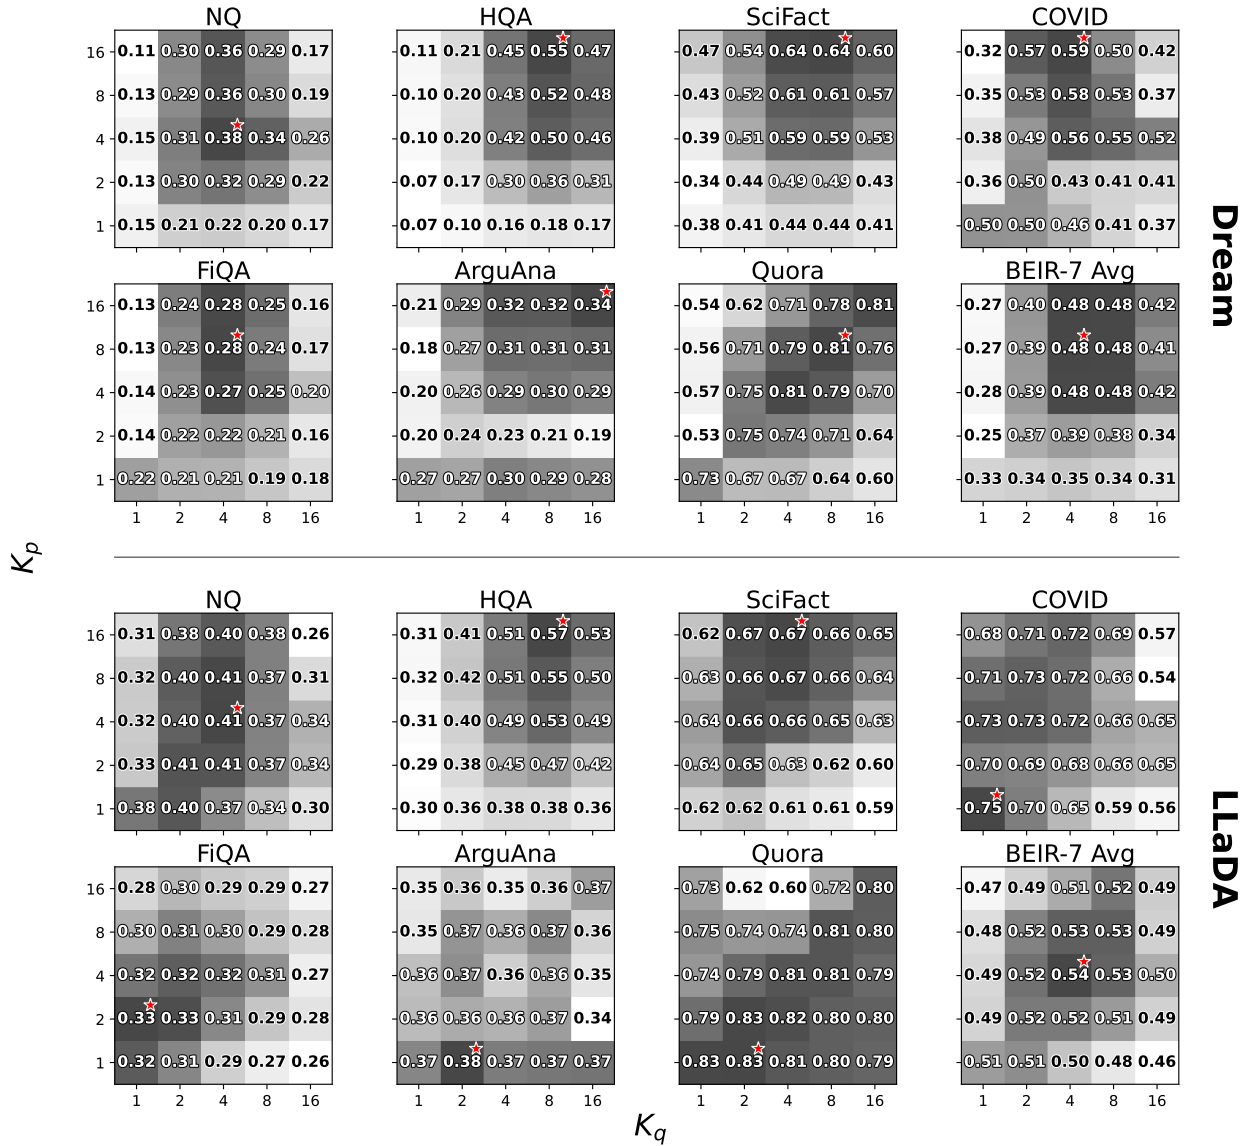 NQ HQA SciFact COVID
16 0.11 0.30 0.36 0.29 0.17 0.11 0.21 0.45 0.55 0.47 0.47 0.54 0.64 0.64 0.60 0.32 0.57 0.59 0.50 0.42
8 0.13 0.29 0.36 0.30 0.19 0.10 0.20 0.43 0.52 0.48 0.43 0.52 0.61 0.61 0.57 0.35 0.53 0.58 0.53 0.37
4 0.15 0.31 0.38 0.34 0.26 0.10 0.20 0.42 0.50 0.46 0.39 0.51 0.59 0.59 0.53 0.38 0.49 0.56 0.55 0.52
2 0.13 0.30 0.32 0.29 0.22 0.07 0.17 0.30 0.36 0.31 0.34 0.44 0.49 0.49 0.43 0.36 0.50 0.43 0.41 0.41
1 0.15 0.21 0.22 0.20 0.17 0.07 0.10 0.16 0.18 0.17 0.38 0.41 0.44 0.44 0.41 0.50 0.50 0.46 0.41 0.37
Dream
FiQA ArguAna Quora BEIR-7 Avg
16 0.13 0.24 0.28 0.25 0.16 0.21 0.29 0.32 0.32 0.34 0.54 0.62 0.71 0.78 0.81 0.27 0.40 0.48 0.48 0.42
8 0.13 0.23 0.28 0.24 0.17 0.18 0.27 0.31 0.31 0.31 0.56 0.71 0.79 0.81 0.76 0.27 0.39 0.48 0.48 0.41
4 0.14 0.23 0.27 0.25 0.20 0.20 0.26 0.29 0.30 0.29 0.57 0.75 0.81 0.79 0.70 0.28 0.39 0.48 0.48 0.42
2 0.14 0.22 0.22 0.21 0.16 0.20 0.24 0.23 0.21 0.19 0.53 0.75 0.74 0.71 0.64 0.25 0.37 0.39 0.38 0.34
1 0.22 0.21 0.21 0.19 0.18 0.27 0.27 0.30 0.29 0.28 0.73 0.67 0.67 0.64 0.60 0.33 0.34 0.35 0.34 0.31
1 2 4 8 16 1 2 4 8 16 1 2 4 8 16 1 2 4 8 16
K_p
NQ HQA SciFact COVID
16 0.31 0.38 0.40 0.38 0.26 0.31 0.41 0.51 0.57 0.53 0.62 0.67 0.67 0.66 0.65 0.68 0.71 0.72 0.69 0.57
8 0.32 0.40 0.41 0.37 0.31 0.32 0.42 0.51 0.55 0.50 0.63 0.66 0.67 0.66 0.64 0.71 0.73 0.72 0.66 0.54
4 0.32 0.40 0.41 0.37 0.34 0.31 0.40 0.49 0.53 0.49 0.64 0.66 0.66 0.65 0.63 0.73 0.73 0.72 0.66 0.65
2 0.33 0.41 0.41 0.37 0.34 0.29 0.38 0.45 0.47 0.42 0.64 0.65 0.63 0.62 0.60 0.70 0.69 0.68 0.66 0.65
1 0.38 0.40 0.37 0.34 0.30 0.30 0.36 0.38 0.38 0.36 0.62 0.62 0.61 0.61 0.59 0.75 0.70 0.65 0.59 0.56
LLaDA
FiQA ArguAna Quora BEIR-7 Avg
16 0.28 0.30 0.29 0.29 0.27 0.35 0.36 0.35 0.36 0.37 0.73 0.62 0.60 0.72 0.80 0.47 0.49 0.51 0.52 0.49
8 0.30 0.31 0.30 0.29 0.28 0.35 0.37 0.36 0.37 0.36 0.75 0.74 0.74 0.81 0.80 0.48 0.52 0.53 0.53 0.49
4 0.32 0.32 0.32 0.31 0.27 0.36 0.37 0.36 0.36 0.35 0.74 0.79 0.81 0.81 0.79 0.49 0.52 0.54 0.53 0.50
2 0.33 0.33 0.31 0.29 0.28 0.36 0.36 0.36 0.37 0.34 0.79 0.83 0.82 0.80 0.80 0.49 0.52 0.52 0.51 0.49
1 0.32 0.31 0.29 0.27 0.26 0.37 0.38 0.37 0.37 0.37 0.83 0.83 0.81 0.80 0.79 0.51 0.51 0.50 0.48 0.46
1 2 4 8 16 1 2 4 8 16 1 2 4 8 16 1 2 4 8 16
K_q